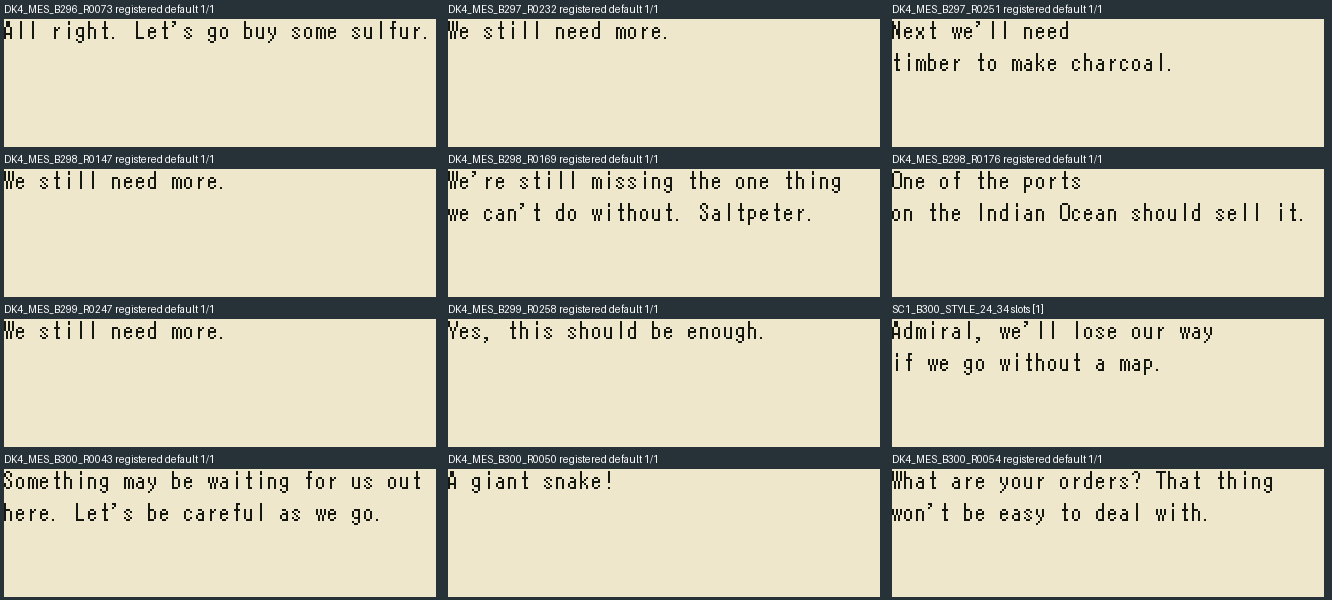 DK4_MES_B296_R0073 registered default 1/1
All right. Let's go buy some sulfur.
DK4_MES_B297_R0232 registered default 1/1
We still need more.
DK4_MES_B297_R0251 registered default 1/1
Next we'll need
timber to make charcoal.
DK4_MES_B298_R0147 registered default 1/1
We still need more.
DK4_MES_B298_R0169 registered default 1/1
We're still missing the one thing
we can't do without. Saltpeter.
DK4_MES_B298_R0176 registered default 1/1
One of the ports
on the Indian Ocean should sell it.
DK4_MES_B299_R0247 registered default 1/1
We still need more.
DK4_MES_B299_R0258 registered default 1/1
Yes, this should be enough.
SC1_B300_STYLE_24_34 slots [1]
Admiral, we'll lose our way
if we go without a map.
DK4_MES_B300_R0043 registered default 1/1
Something may be waiting for us out
here. Let's be careful as we go.
DK4_MES_B300_R0050 registered default 1/1
A giant snake!
DK4_MES_B300_R0054 registered default 1/1
What are your orders? That thing
won't be easy to deal with.